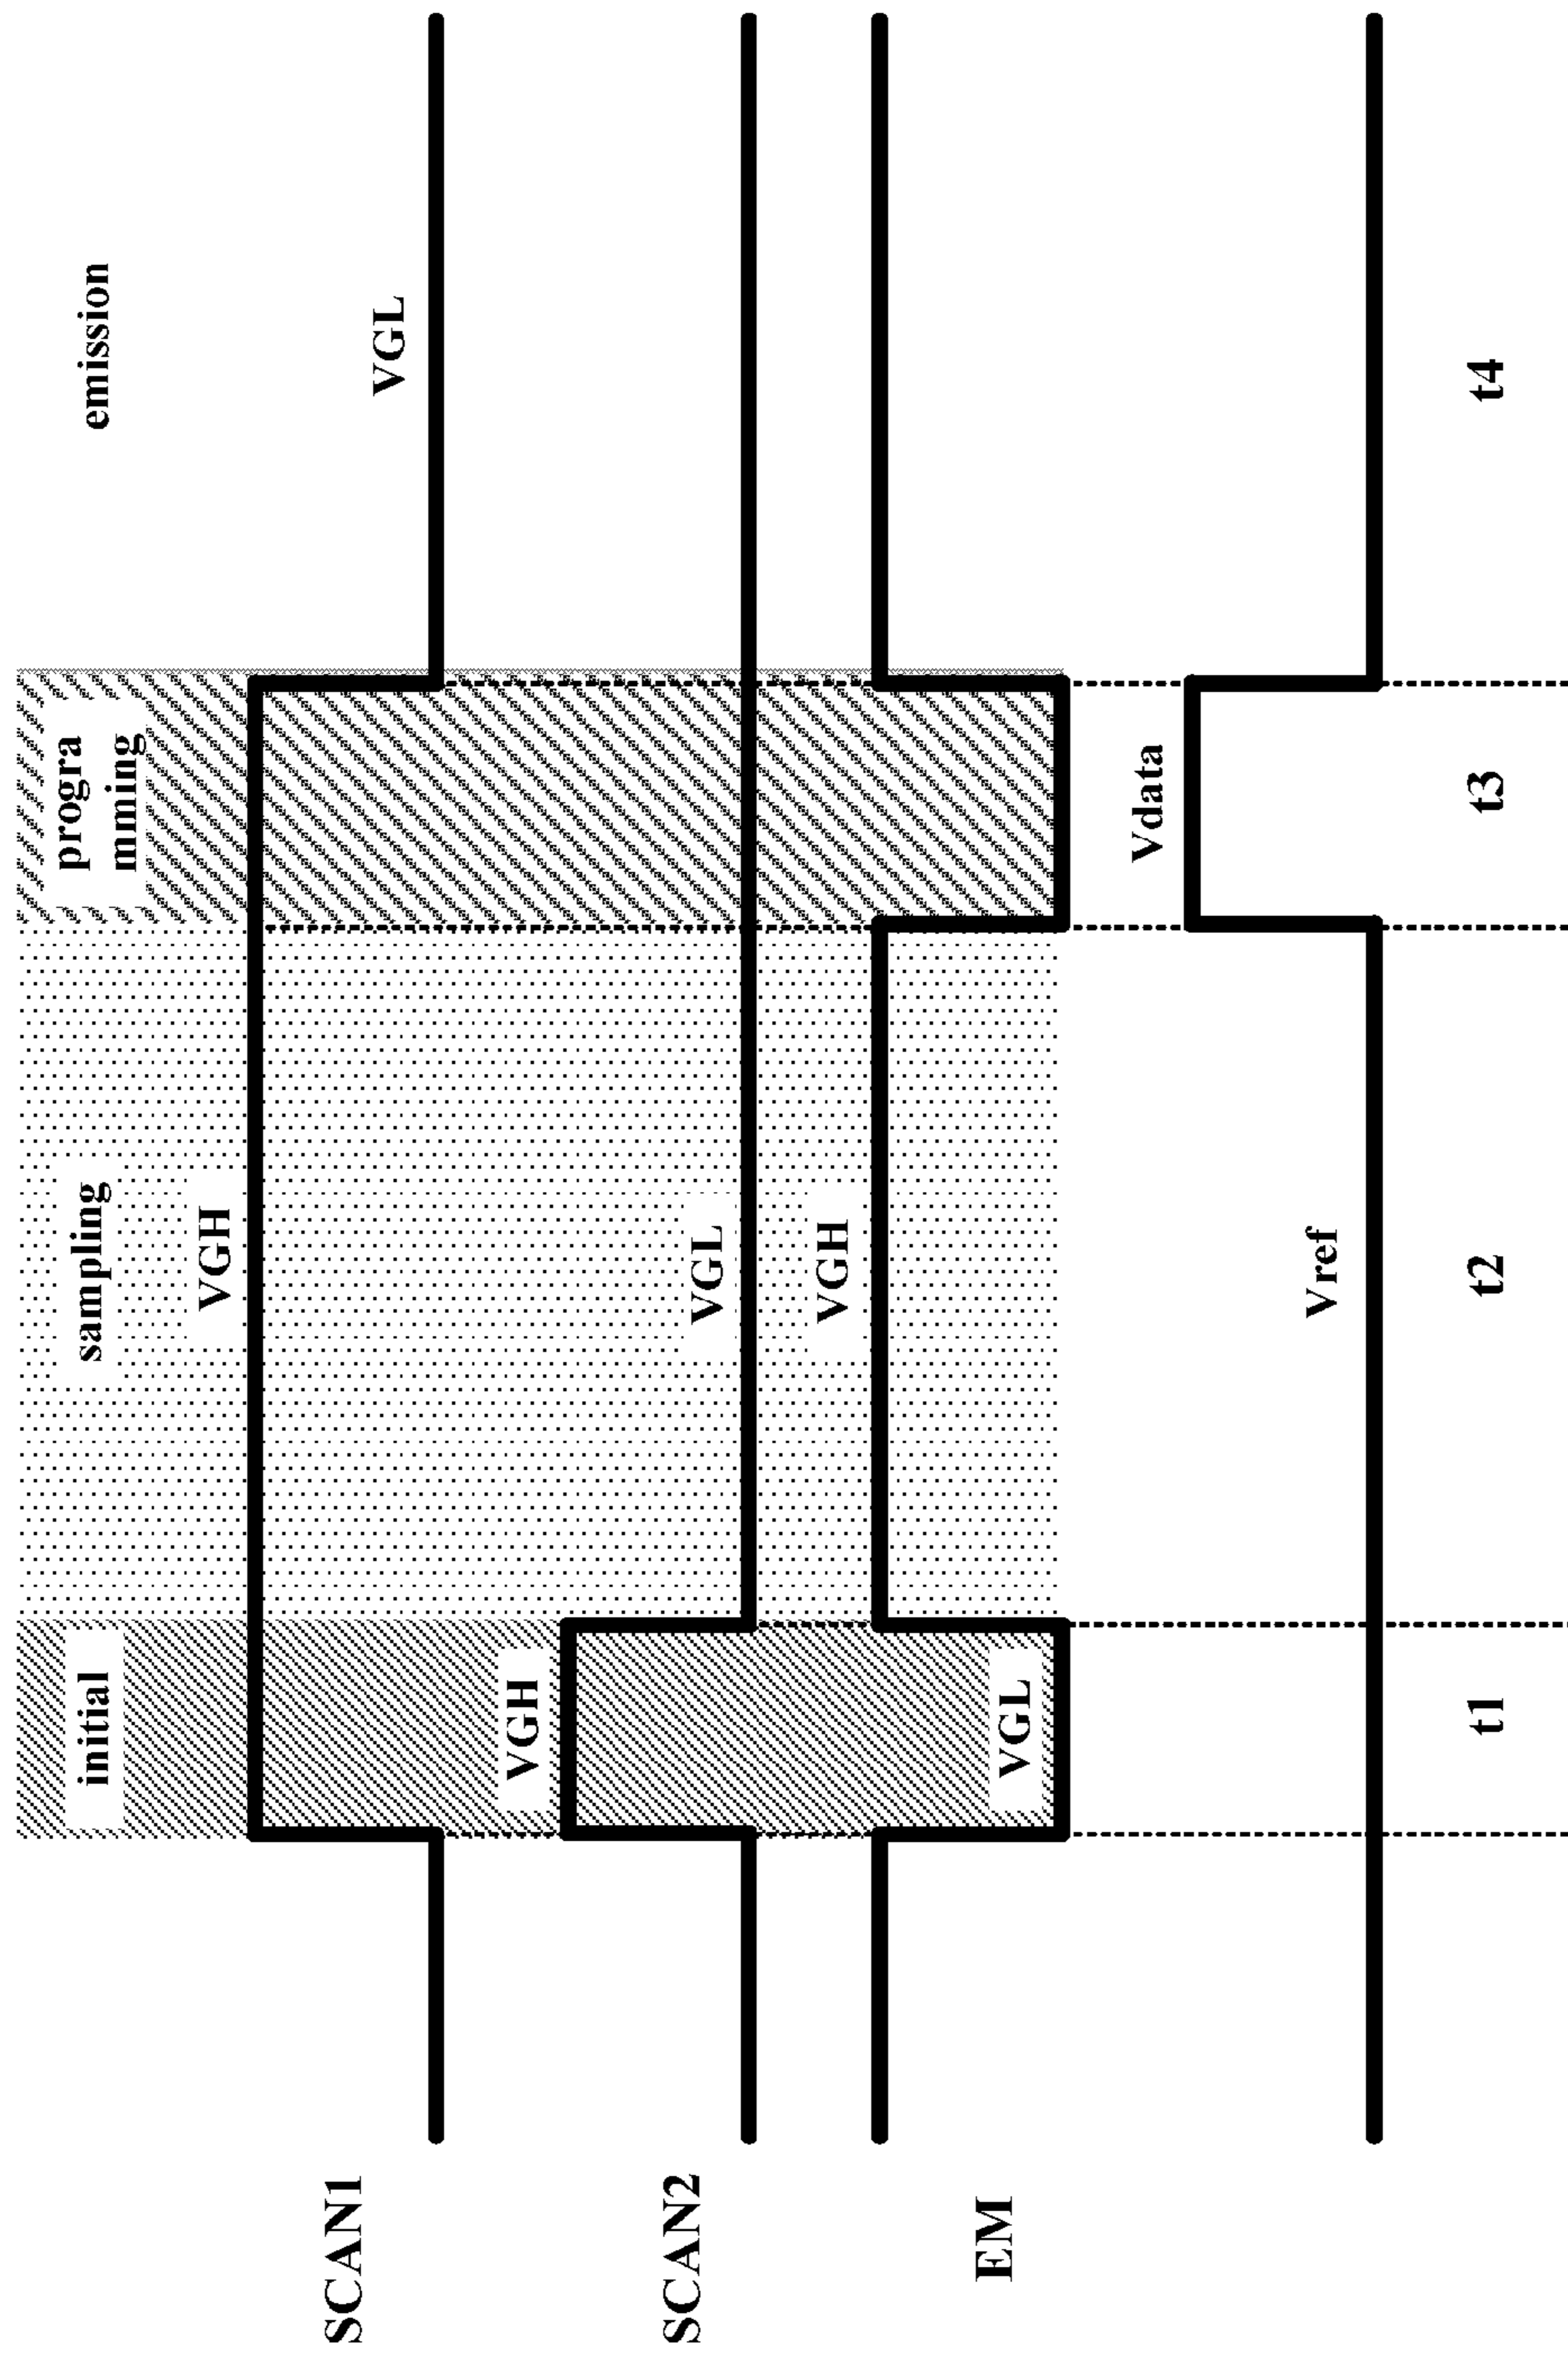 initial
sampling
progra
mming
emission
SCAN1
VGH
VGL
SCAN2
VGH
VGL
EM
VGH
VGL
Vdata
Vref
t1
t2
t3
t4